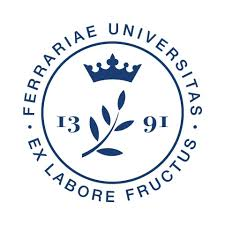 · FERRARIAE UNIVERSITAS ·
13 91
EX LABORE FRUCTUS